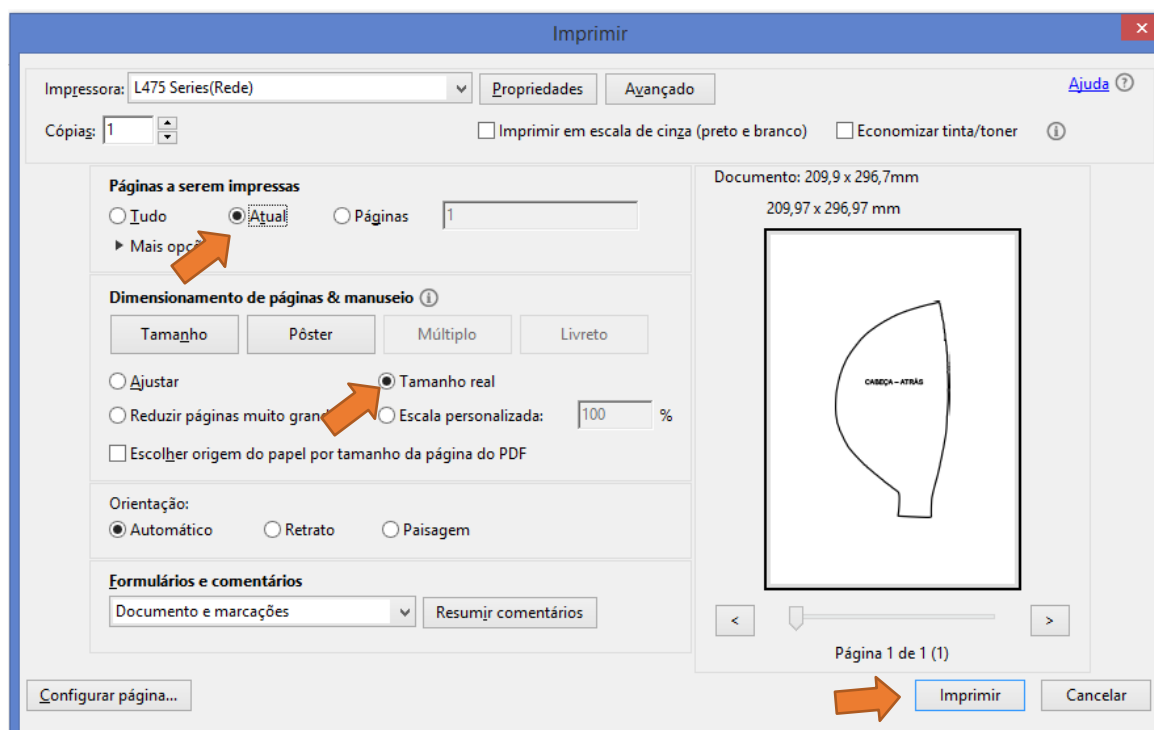 Imprimir
Impressora: L475 Series(Rede) Propriedades Avançado Ajuda ?
Cópias: 1 Imprimir em escala de cinza (preto e branco) Economizar tinta/toner i
Páginas a serem impressas
Tudo Atual Páginas 1
Mais
Dimensionamento de páginas & manuseio i
Tamanho Pôster Múltiplo Livreto
Ajustar Tamanho real
Reduzir páginas muito Escala personalizada: 100 %
Escolher origem do papel por tamanho da página do PDF
Orientação:
Automático Retrato Paisagem
Formulários e comentários
Documento e marcações Resumir comentários
Documento: 209,9 x 296,7mm
209,97 x 296,97 mm
CABEÇA – ATRÁS
< >
Página 1 de 1 (1)
Configurar página... Imprimir Cancelar